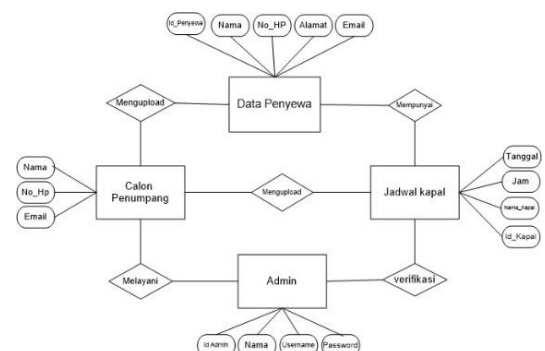 Id_Penyewa
Nama
No_HP
Alamat
Email
Mengupload
Data Penyewa
Mempunyai
Nama
No_Hp
Email
Calon
Penumpang
Mengupload
Jadwal kapal
Tanggal
Jam
Nama_Kapal
Id_Kapal
Melayani
Admin
verifikasi
Id Admin
Nama
Username
Password